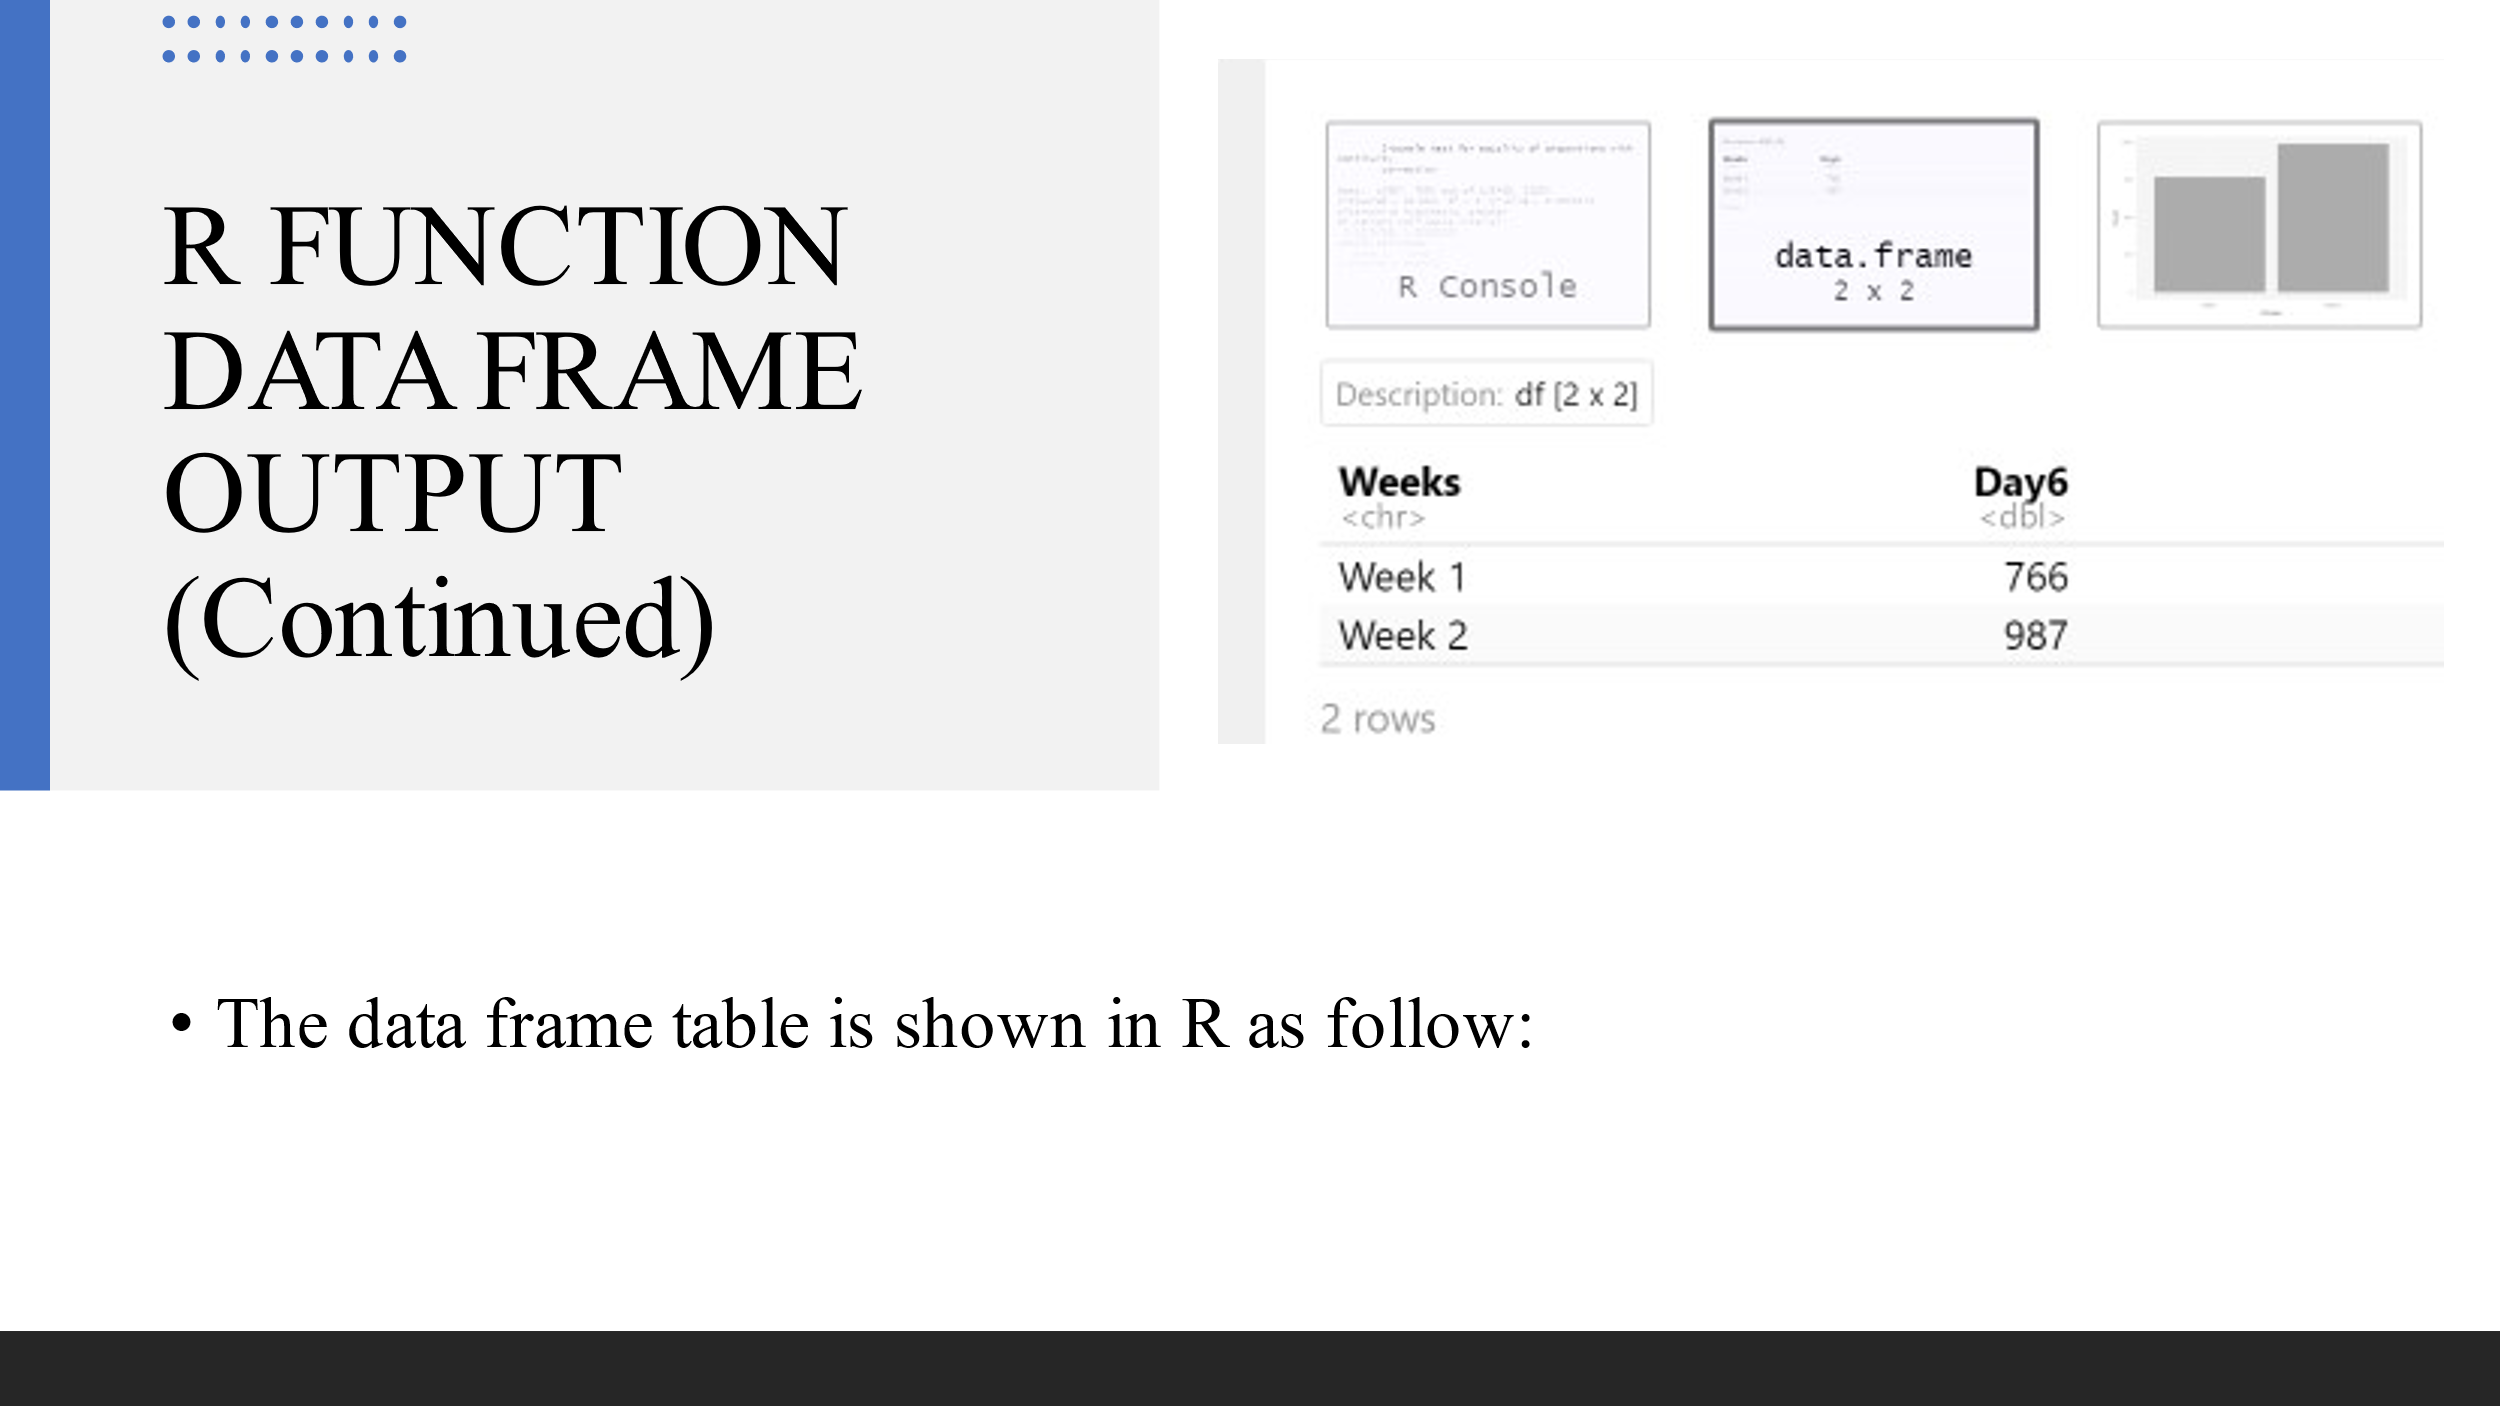 R FUNCTION
DATA FRAME
OUTPUT
(Continued)
R Console
data.frame
2 x 2
Description: df [2 x 2]
Weeks Day6
<chr> <dbl>
Week 1 766
Week 2 987
2 rows
• The data frame table is shown in R as follow: